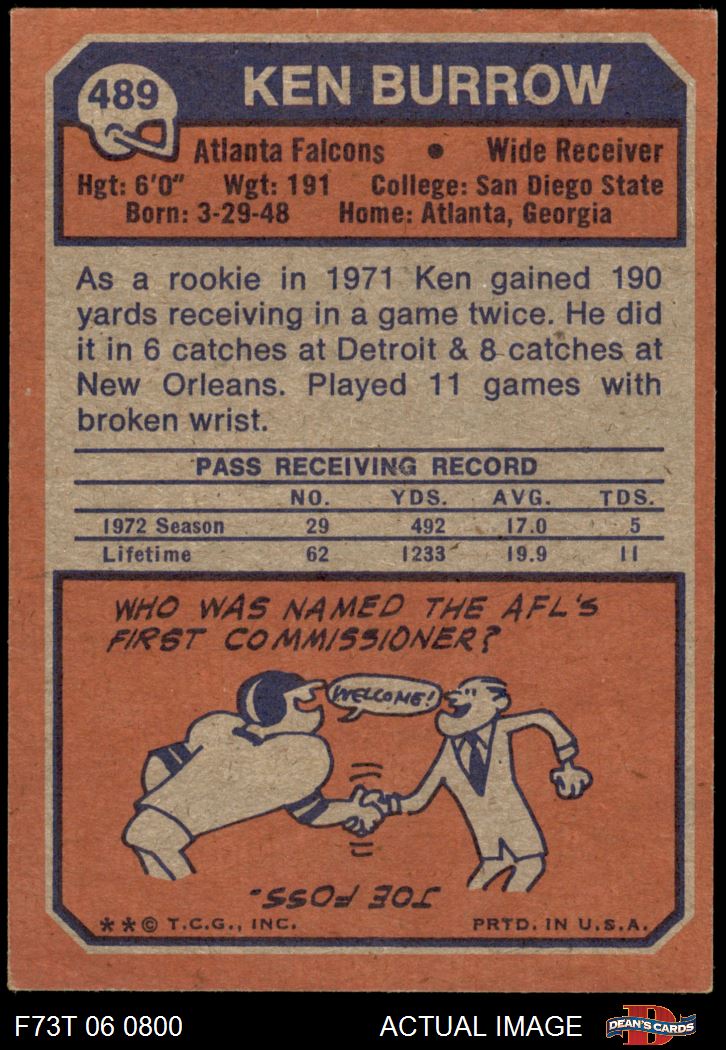 489
KEN BURROW
Atlanta Falcons • Wide Receiver
Hgt: 6'0" Wgt: 191 College: San Diego State
Born: 3-29-48 Home: Atlanta, Georgia
As a rookie in 1971 Ken gained 190
yards receiving in a game twice. He did
it in 6 catches at Detroit & 8 catches at
New Orleans. Played 11 games with
broken wrist.
PASS RECEIVING RECORD
NO. YDS. AVG. TDS.
1972 Season 29 492 17.0 5
Lifetime 62 1233 19.9 11
WHO WAS NAMED THE AFL'S
FIRST COMMISSIONER?
WELCOME!
JOE FOSS.
**© T.C.G., INC. PRTD. IN U.S.A.
F73T 06 0800 ACTUAL IMAGE
D
DEAN'S CARDS